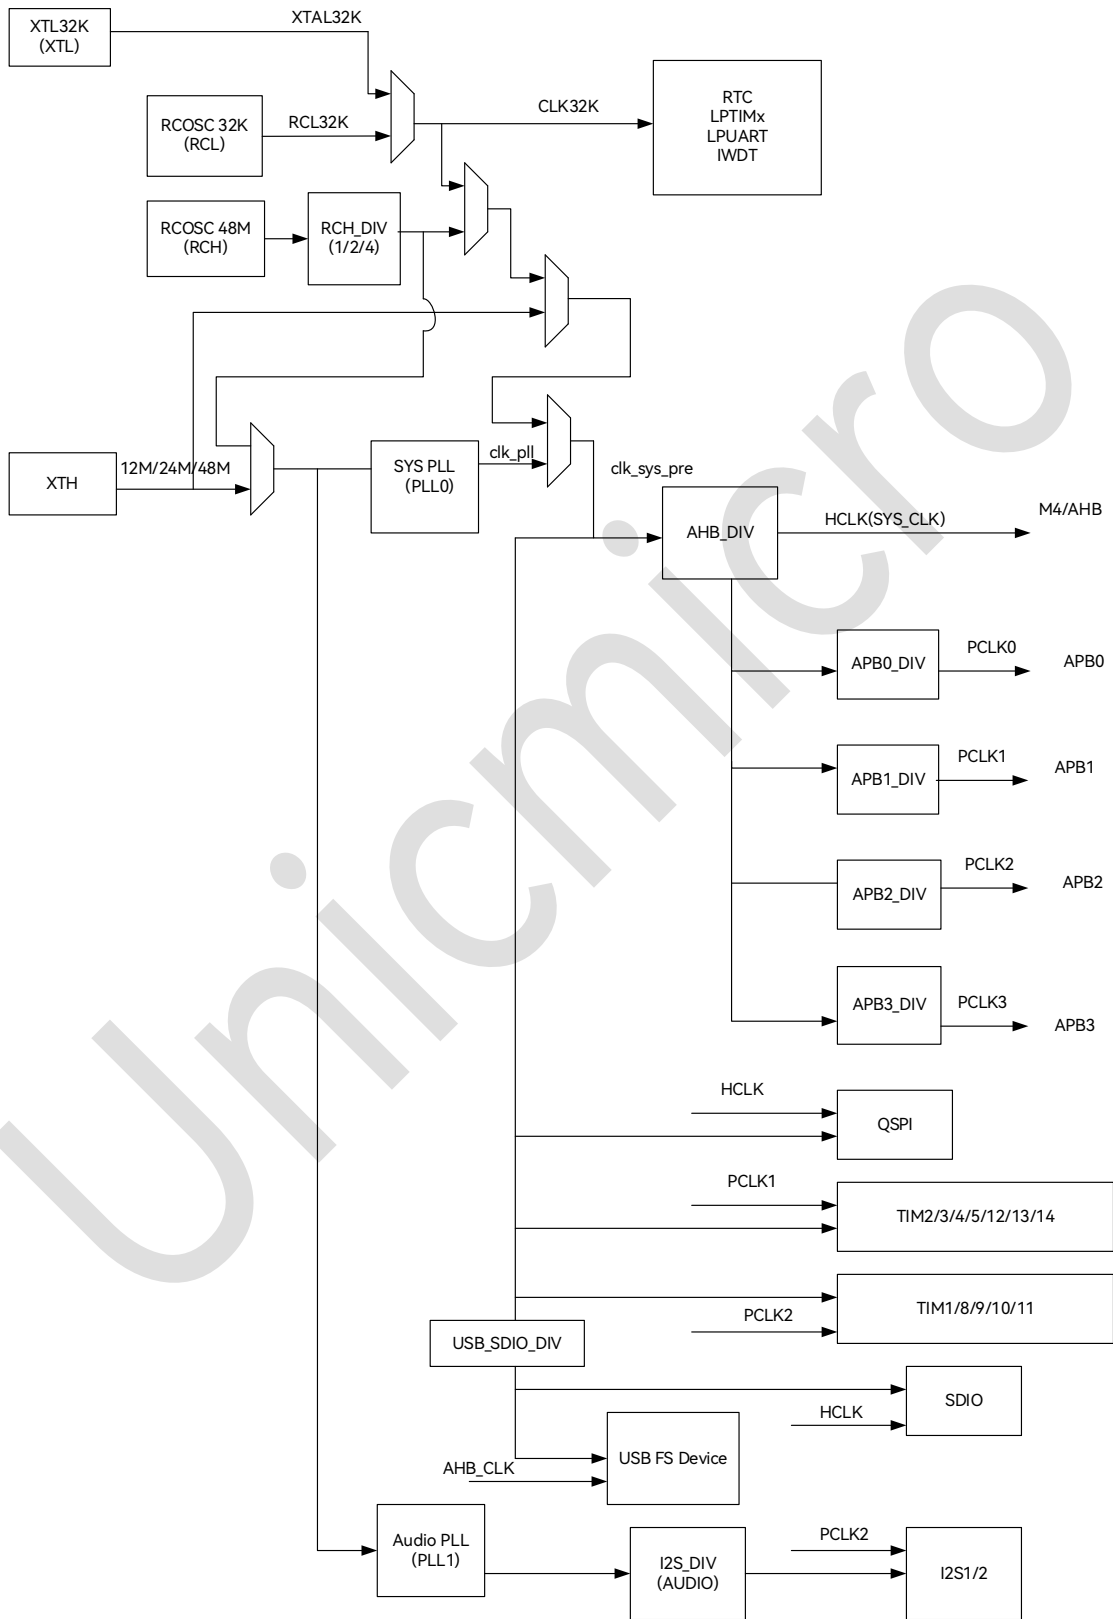 XTL32K
(XTL)
XTAL32K
RCOSC 32K
(RCL)
RCL32K
CLK32K
RTC
LPTIMx
LPUART
IWDT
RCOSC 48M
(RCH)
RCH_DIV
(1/2/4)
XTH
12M/24M/48M
SYS PLL
(PLL0)
clk_pll
clk_sys_pre
AHB_DIV
HCLK(SYS_CLK)
M4/AHB
APB0_DIV
PCLK0
APB0
APB1_DIV
PCLK1
APB1
APB2_DIV
PCLK2
APB2
APB3_DIV
PCLK3
APB3
HCLK
QSPI
PCLK1
TIM2/3/4/5/12/13/14
PCLK2
TIM1/8/9/10/11
USB_SDIO_DIV
HCLK
SDIO
AHB_CLK
USB FS Device
Audio PLL
(PLL1)
I2S_DIV
(AUDIO)
PCLK2
I2S1/2
Unicmicro